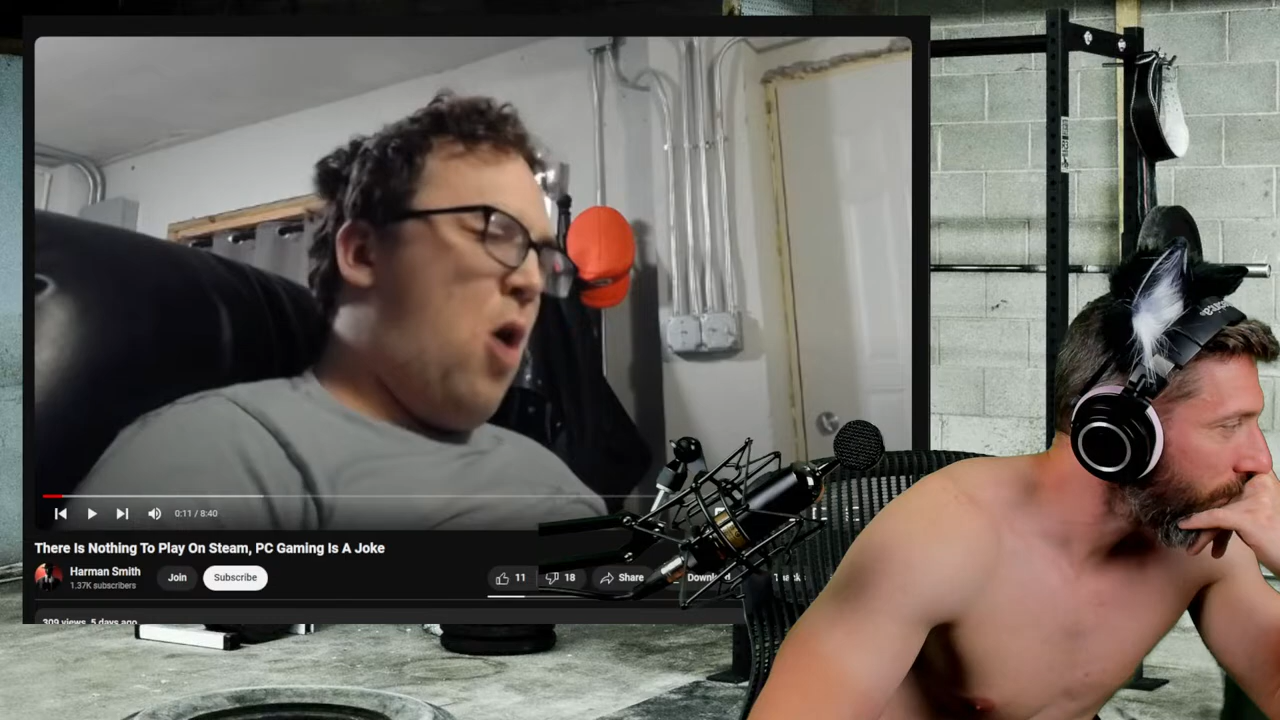 0:11 / 8:40
There Is Nothing To Play On Steam, PC Gaming Is A Joke
Harman Smith
1.37K subscribers
Join
Subscribe
11
18
Share
309 views 5 days ago